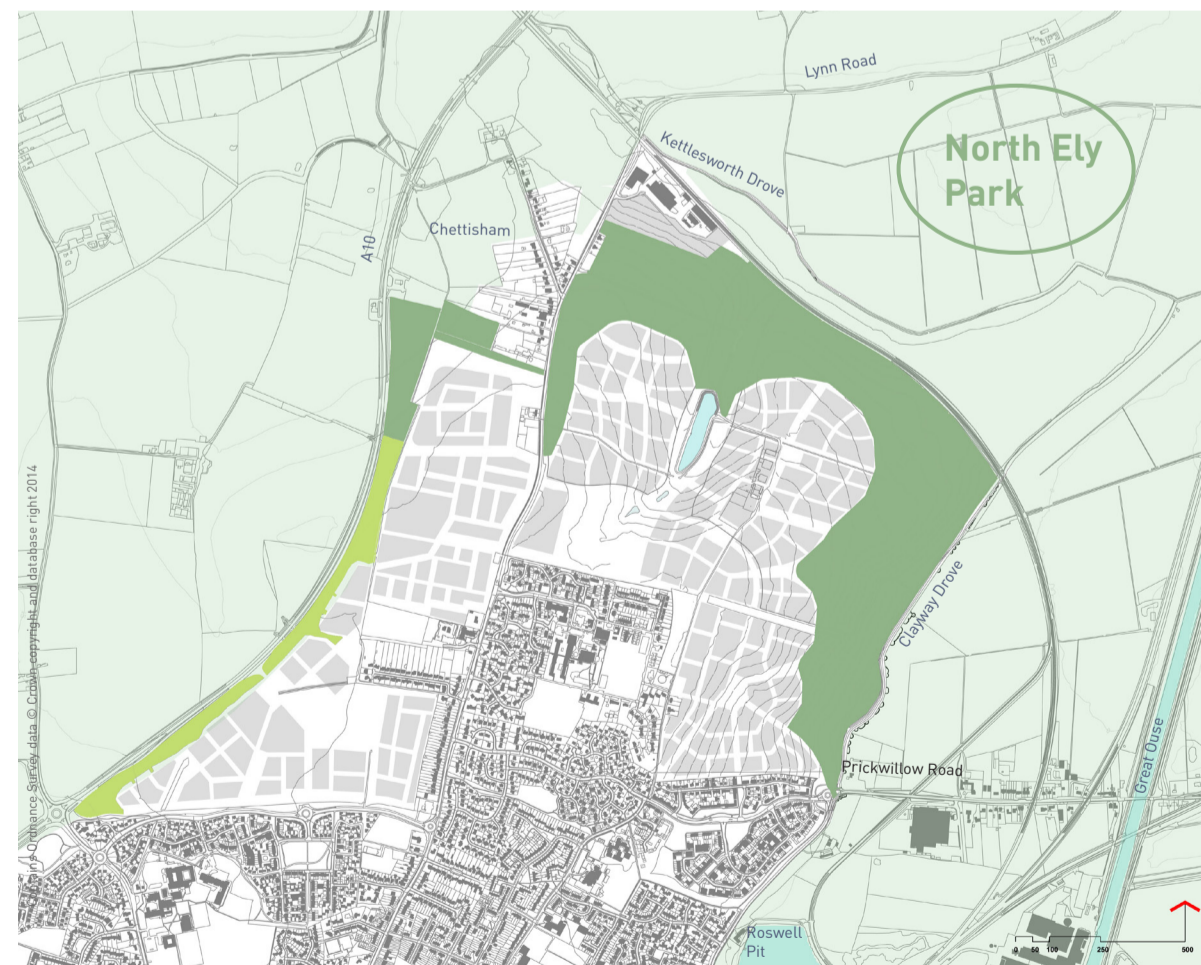 Lynn Road
North Ely
Park
Kettlesworth Drove
Chettisham
A10
Clayway Drove
Prickwillow Road
Great Ouse
Roswell
Pit
Ordnance Survey data © Crown copyright and database right 2014
0 50 100 250 500